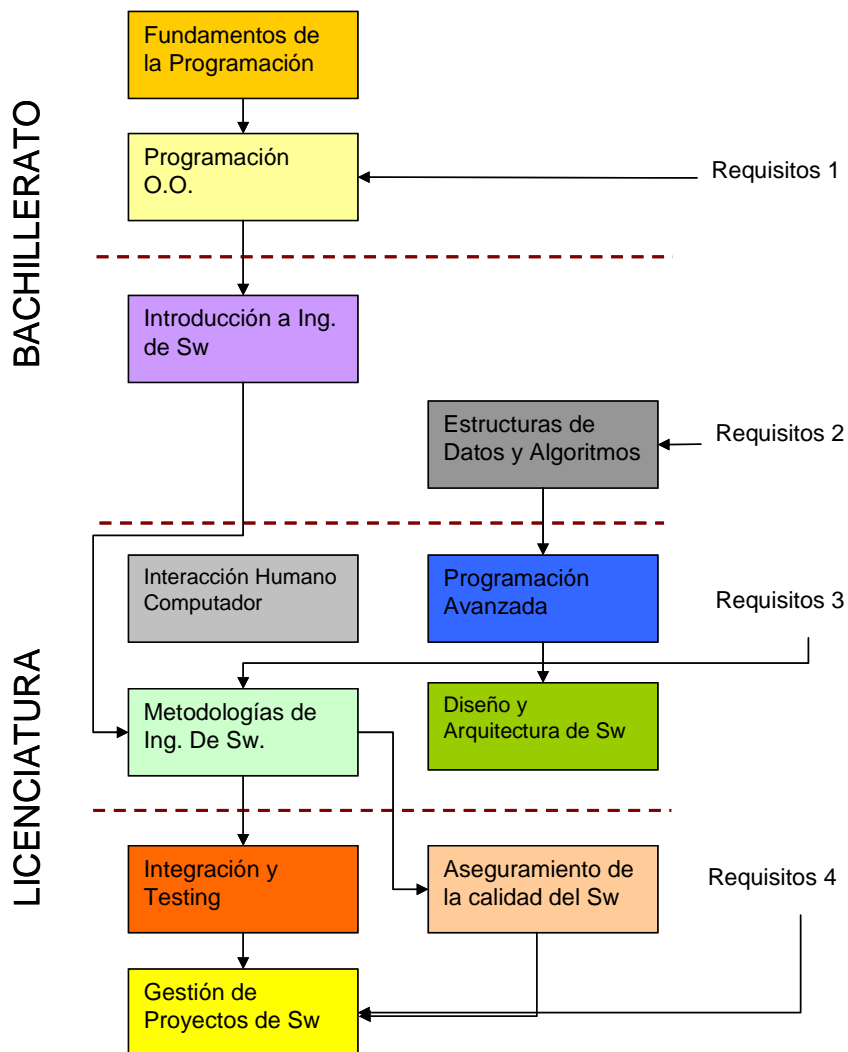 BACHILLERATO
Fundamentos de
la Programación
Programación
O.O.
Requisitos 1
Introducción a Ing.
de Sw
Estructuras de
Datos y Algoritmos
Requisitos 2
LICENCIATURA
Interacción Humano
Computador
Programación
Avanzada
Requisitos 3
Metodologías de
Ing. De Sw.
Diseño y
Arquitectura de Sw
Integración y
Testing
Aseguramiento de
la calidad del Sw
Requisitos 4
Gestión de
Proyectos de Sw